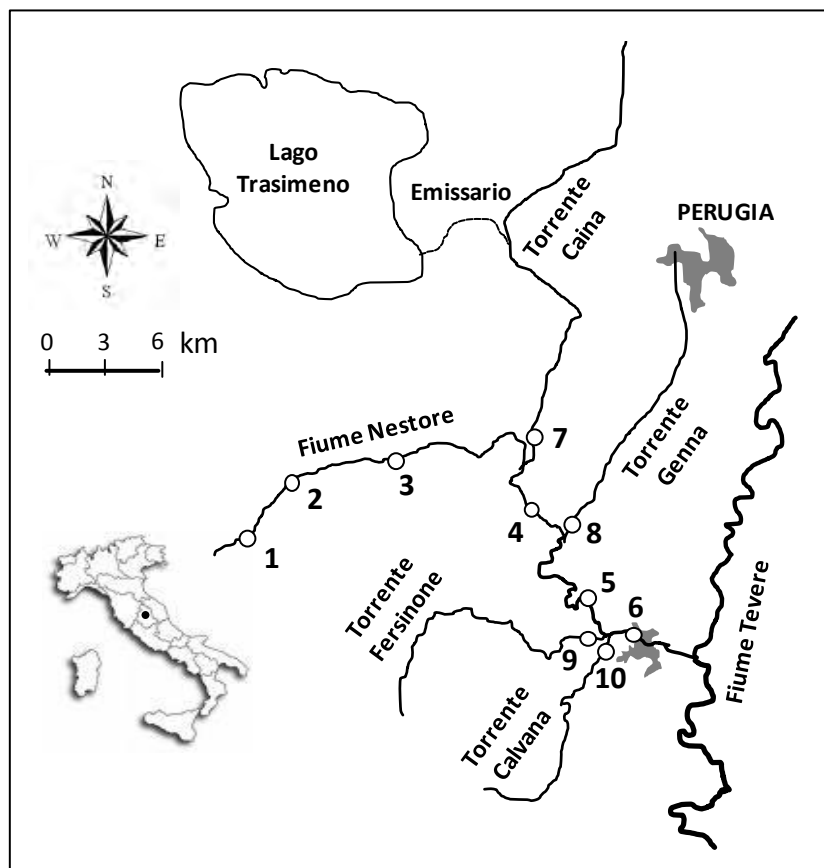 Lago
Trasimeno
Emissario
Torrente
Caina
PERUGIA
N
W E
S
0 3 6 km
Fiume Nestore
Torrente
Genna
7
3
2
4
8
1
5
Torrente
Fersinone
6
Fiume Tevere
9
10
Torrente
Calvana